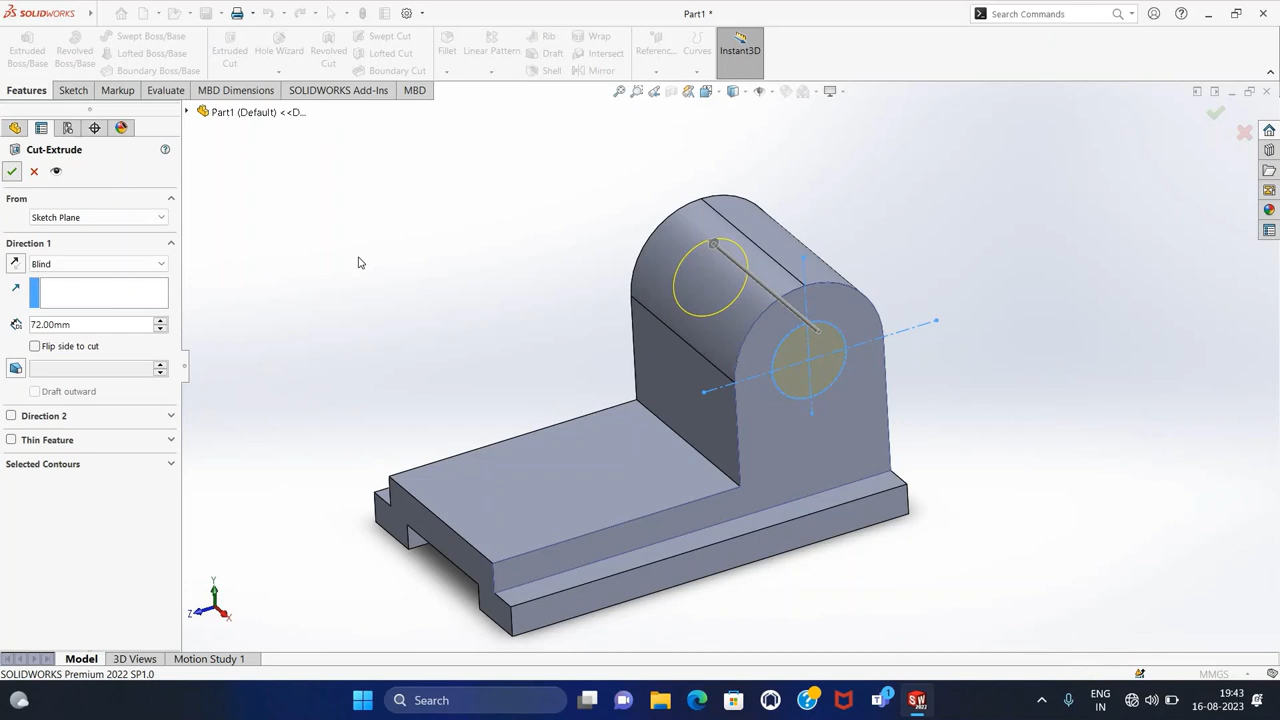 SOLIDWORKS
Part1 *
Search Commands
Extruded Boss/Base
Revolved Boss/Base
Swept Boss/Base
Lofted Boss/Base
Boundary Boss/Base
Extruded Cut
Hole Wizard
Revolved Cut
Swept Cut
Lofted Cut
Boundary Cut
Fillet
Linear Pattern
Rib
Draft
Shell
Wrap
Intersect
Mirror
Referenc...
Curves
Instant3D
Features
Sketch
Markup
Evaluate
MBD Dimensions
SOLIDWORKS Add-Ins
MBD
Part1 (Default) <<D...
Cut-Extrude
From
Sketch Plane
Direction 1
Blind
72.00mm
Flip side to cut
Draft outward
Direction 2
Thin Feature
Selected Contours
Y
Z
X
Model
3D Views
Motion Study 1
SOLIDWORKS Premium 2022 SP1.0
MMGS
Search
1
SW
2022
ENG
IN
19:43
16-08-2023